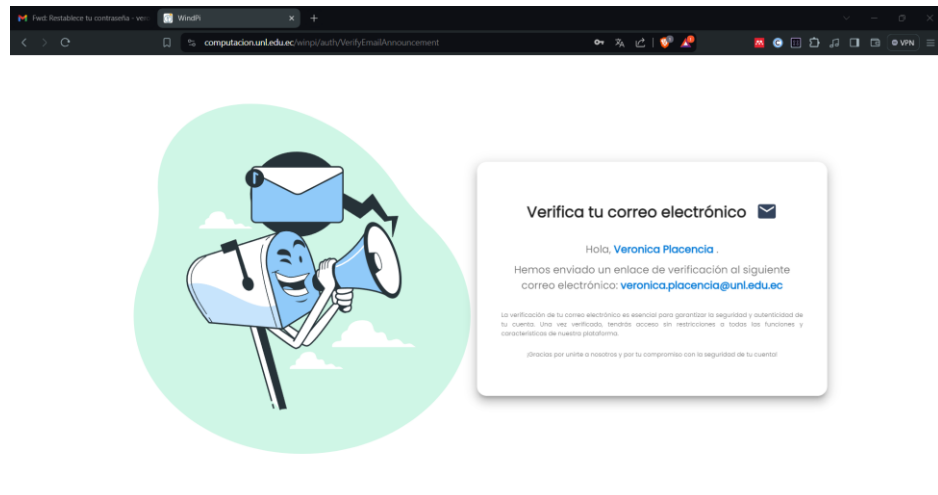 Fwd: Restablece tu contraseña - ver
WindPi
computacion.unl.edu.ec/winpi/auth/VerifyEmailAnnouncement
VPN
1
Verifica tu correo electrónico
Hola, Veronica Placencia .
Hemos enviado un enlace de verificación al siguiente
correo electrónico: veronica.placencia@unl.edu.ec
La verificación de tu correo electrónico es esencial para garantizar la seguridad y autenticidad de
tu cuenta. Una vez verificado, tendrás acceso sin restricciones a todas las funciones y
características de nuestra plataforma.
¡Gracias por unirte a nosotros y por tu compromiso con la seguridad de tu cuenta!